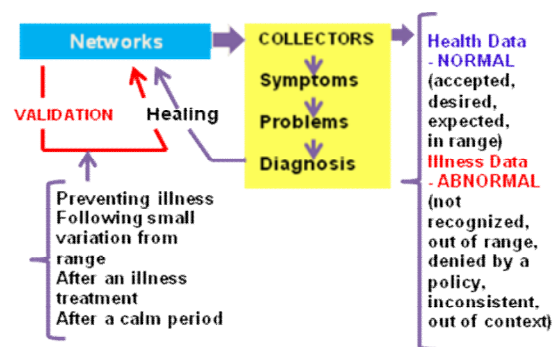 Networks
COLLECTORS
Symptoms
Problems
Diagnosis
VALIDATION
Healing
Preventing illness
Following small
variation from
range
After an illness
treatment
After a calm period
Health Data
- NORMAL
(accepted,
desired,
expected,
in range)
Illness Data
- ABNORMAL
(not
recognized,
out of range,
denied by a
policy,
inconsistent,
out of context)